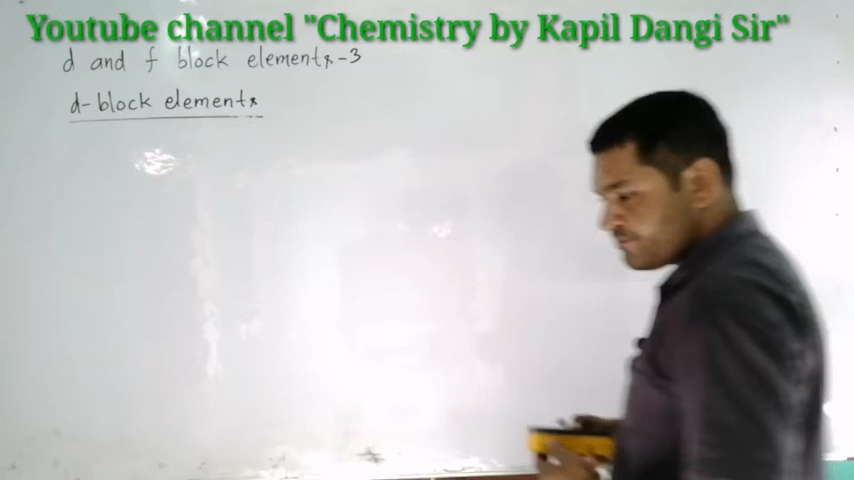 Youtube channel "Chemistry by Kapil Dangi Sir"
d and f block elements-3
d-block elements